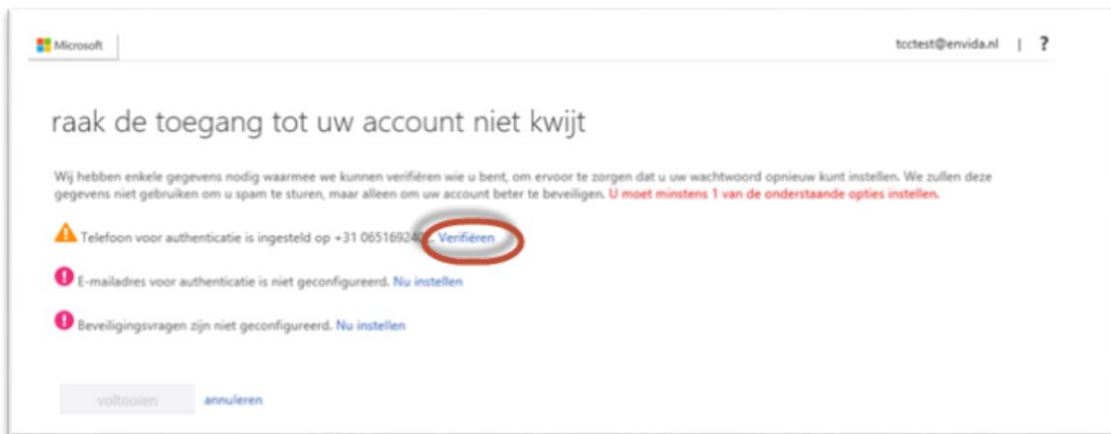 Microsoft
tcctest@envida.nl | ?
raak de toegang tot uw account niet kwijt
Wij hebben enkele gegevens nodig waarmee we kunnen verifiëren wie u bent, om ervoor te zorgen dat u uw wachtwoord opnieuw kunt instellen. We zullen deze
gegevens niet gebruiken om u spam te sturen, maar alleen om uw account beter te beveiligen. U moet minstens 1 van de onderstaande opties instellen.
Telefoon voor authenticatie is ingesteld op +31 Verifiëren
E-mailadres voor authenticatie is niet geconfigureerd. Nu instellen
Beveiligingsvragen zijn niet geconfigureerd. Nu instellen
voltooien annuleren